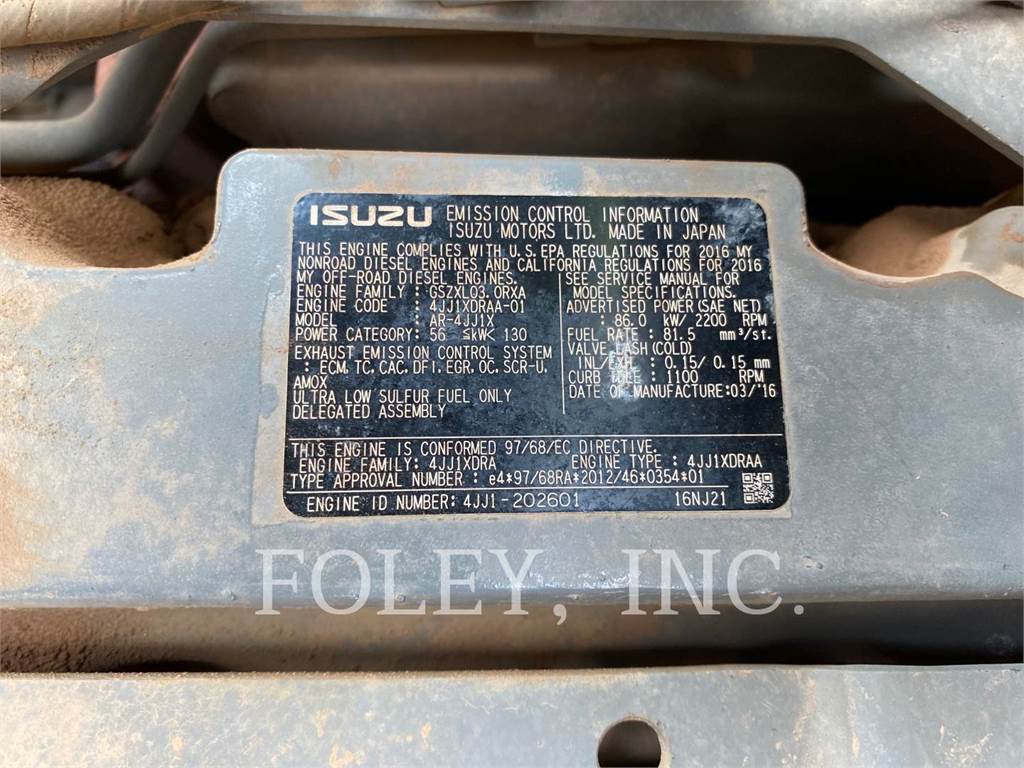 ISUZU EMISSION CONTROL INFORMATION
ISUZU MOTORS LTD. MADE IN JAPAN
THIS ENGINE COMPLIES WITH U.S.EPA REGULATIONS FOR 2016 MY
NONROAD DIESEL ENGINES AND CALIFORNIA REGULATIONS FOR 2016
MY OFF-ROAD DIESEL ENGINES.
ENGINE FAMILY : GSZXL03.0RXA
ENGINE CODE : 4JJ1XDRAA-01
MODEL : AR-4JJ1X
POWER CATEGORY: 56 ≦kW< 130
EXHAUST EMISSION CONTROL SYSTEM
: ECM, TC, CAC, DFI, EGR, OC, SCR-U,
AMOX
ULTRA LOW SULFUR FUEL ONLY
DELEGATED ASSEMBLY
SEE SERVICE MANUAL FOR
MODEL SPECIFICATIONS.
ADVERTISED POWER(SAE NET)
: 86.0 kW/ 2200 RPM
FUEL RATE : 81.5 mm³/st.
VALVE LASH(COLD)
INL/EXH. : 0.15/ 0.15 mm
CURB IDLE : 1100 RPM
DATE OF MANUFACTURE:03/'16
THIS ENGINE IS CONFORMED 97/68/EC DIRECTIVE.
ENGINE FAMILY: 4JJ1XDRA ENGINE TYPE : 4JJ1XDRAA
TYPE APPROVAL NUMBER : e4*97/68RA*2012/46*0354*01
ENGINE ID NUMBER: 4JJ1-202601 16NJ21
FOLEY, INC.